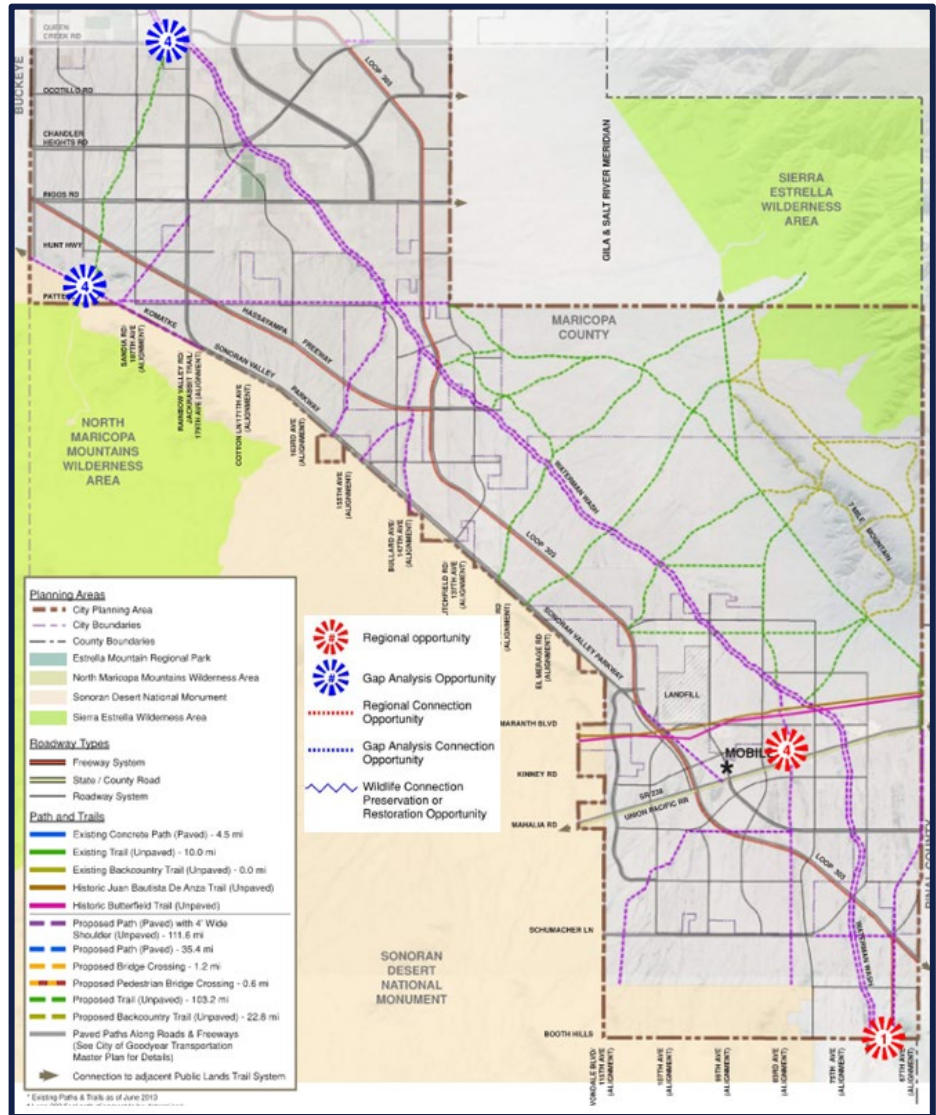 QUEEN
CREEK RD
4
BUCKEYE
LOOP 303
OCOTILLO RD
CHANDLER
HEIGHTS RD
RIGGS RD
HUNT HWY
4
GILA & SALT RIVER MERIDIAN
SIERRA
ESTRELLA
WILDERNESS
AREA
KOMATKE
HASSAYAMPA
FREEWAY
SONORAN VALLEY
PARKWAY
MARICOPA
COUNTY
SANDIA RD/
187TH AVE
(ALIGNMENT)
RAINBOW VALLEY RD/
JACKRABBIT TRAIL/
179TH AVE (ALIGNMENT)
COTTON LN/171TH AVE
(ALIGNMENT)
163RD AVE
(ALIGNMENT)
155TH AVE
(ALIGNMENT)
BULLARD AVE/
147TH AVE
(ALIGNMENT)
LITCHFIELD RD/
137TH AVE
(ALIGNMENT)
RD
(ALIGNMENT)
EL MIRAGE RD
(ALIGNMENT)
NORTH
MARICOPA
MOUNTAINS
WILDERNESS
AREA
WATERMAN WASH
7 MILE MOUNTAIN
LOOP 303
SONORAN VALLEY PARKWAY
LANDFILL
MARANTH BLVD
MOBIL
4
KINNEY RD
SR 238
UNION PACIFIC RR
MAHALIA RD
LOOP 303
PINAL COUNTY
SCHUMACHER LN
WATERMAN WASH
SONORAN
DESERT
NATIONAL
MONUMENT
BOOTH HILLS
1
VONDALE BLVD/
115TH AVE
(ALIGNMENT)
107TH AVE
(ALIGNMENT)
99TH AVE
(ALIGNMENT)
83RD AVE
(ALIGNMENT)
75TH AVE
(ALIGNMENT)
67TH AVE
(ALIGNMENT)
# Regional opportunity
# Gap Analysis Opportunity
Regional Connection
Opportunity
Gap Analysis Connection
Opportunity
Wildlife Connection
Preservation or
Restoration Opportunity
Planning Areas
City Planning Area
City Boundaries
County Boundaries
Estrella Mountain Regional Park
North Maricopa Mountains Wilderness Area
Sonoran Desert National Monument
Sierra Estrella Wilderness Area
Roadway Types
Freeway System
State / County Road
Roadway System
Path and Trails
Existing Concrete Path (Paved) - 4.5 mi
Existing Trail (Unpaved) - 10.0 mi
Existing Backcountry Trail (Unpaved) - 0.0 mi
Historic Juan Bautista De Anza Trail (Unpaved)
Historic Butterfield Trail (Unpaved)
Proposed Path (Paved) with 4' Wide
Shoulder (Unpaved) - 111.6 mi
Proposed Path (Paved) - 35.4 mi
Proposed Bridge Crossing - 1.2 mi
Proposed Pedestrian Bridge Crossing - 0.6 mi
Proposed Trail (Unpaved) - 103.2 mi
Proposed Backcountry Trail (Unpaved) - 22.8 mi
Paved Paths Along Roads & Freeways
(See City of Goodyear Transportation
Master Plan for Details)
Connection to adjacent Public Lands Trail System
* Existing Paths & Trails as of June 2013